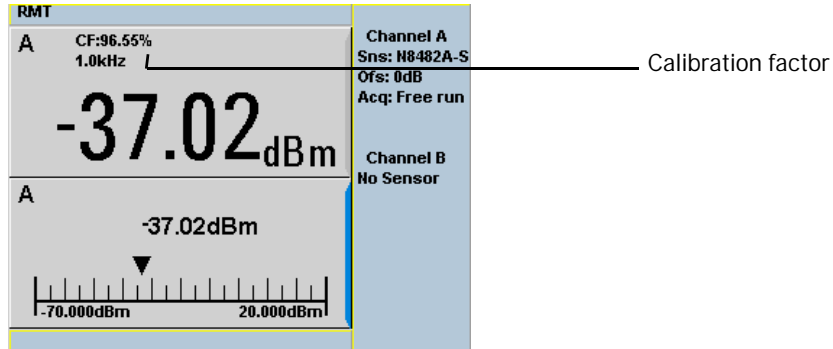 RMT
A
CF:96.55%
1.0kHz
-37.02dBm
A
-37.02dBm
-70.000dBm
20.000dBm
Channel A
Sns: N8482A-S
Ofs: 0dB
Acq: Free run
Channel B
No Sensor
Calibration factor